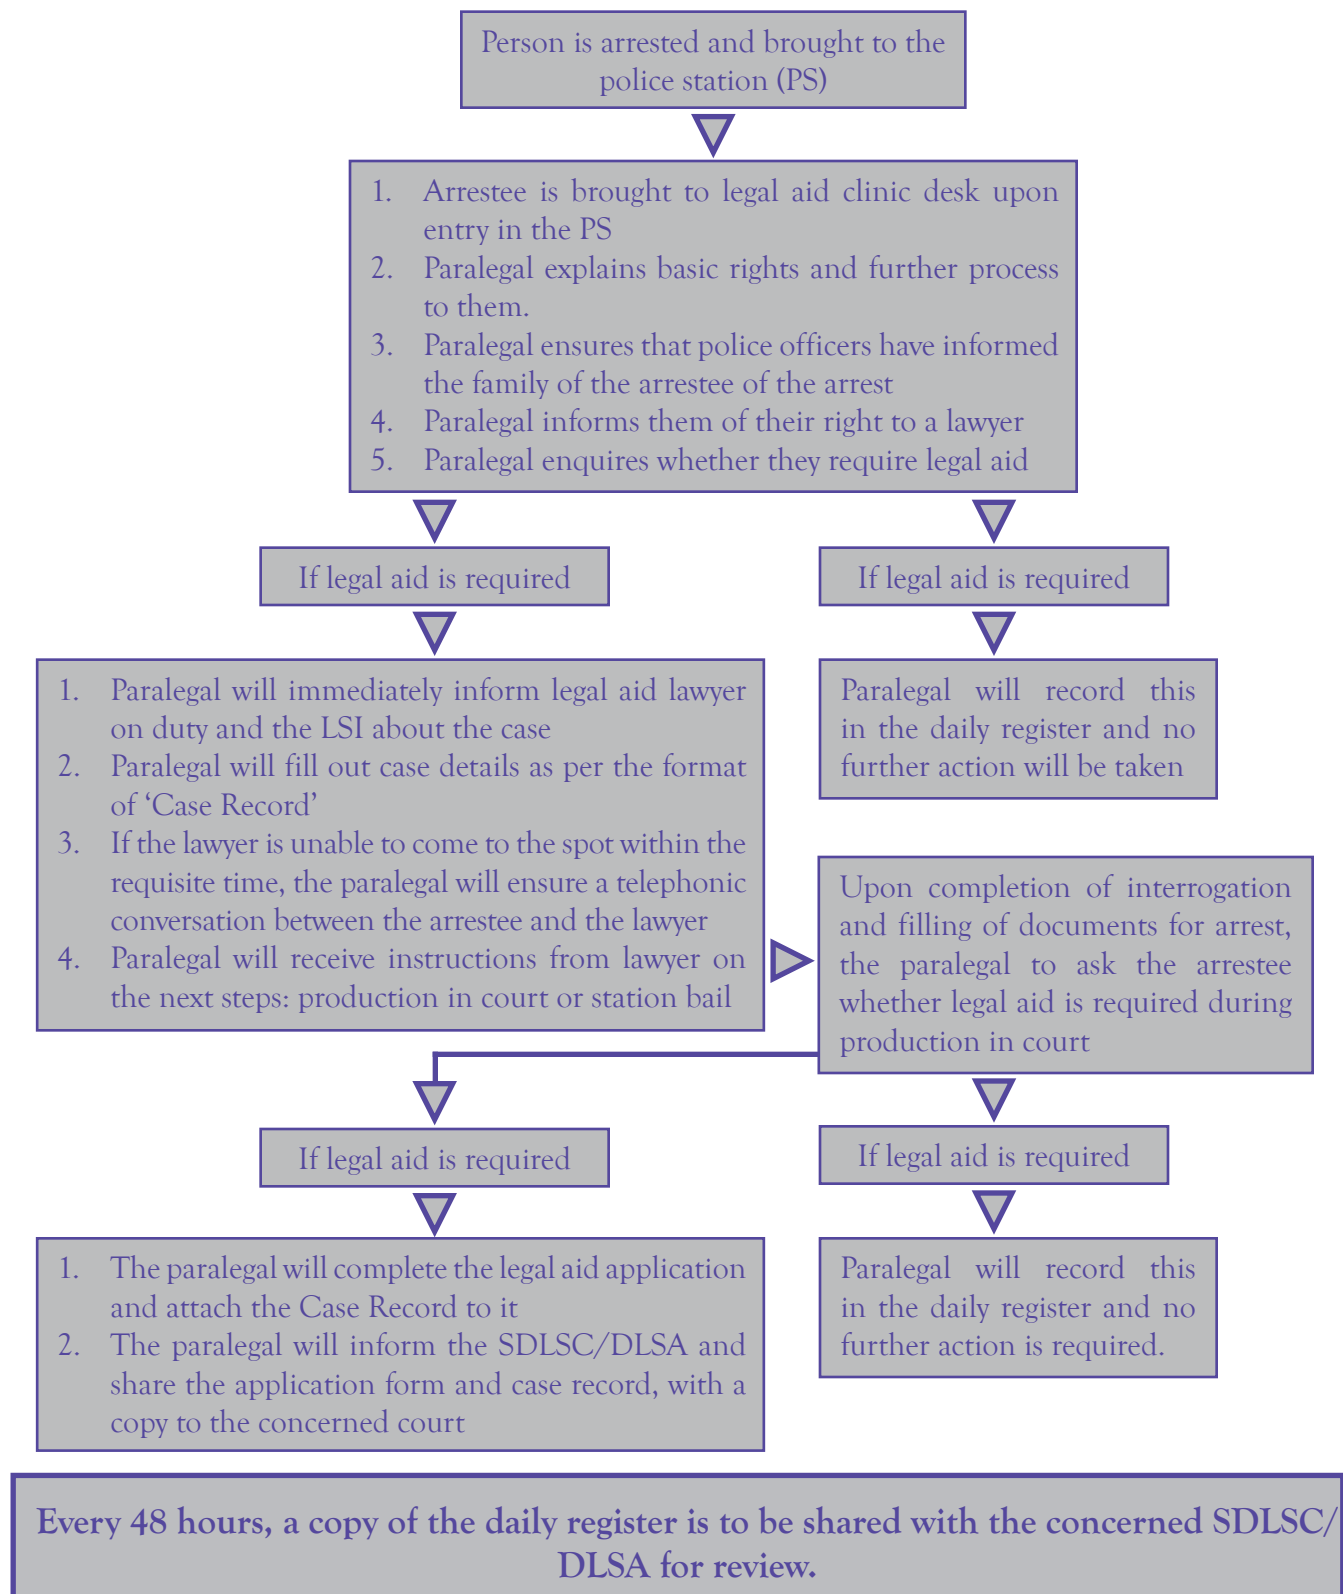 Person is arrested and brought to the
police station (PS)
1. Arrestee is brought to legal aid clinic desk upon
entry in the PS
2. Paralegal explains basic rights and further process
to them.
3. Paralegal ensures that police officers have informed
the family of the arrestee of the arrest
4. Paralegal informs them of their right to a lawyer
5. Paralegal enquires whether they require legal aid
If legal aid is required
If legal aid is required
1. Paralegal will immediately inform legal aid lawyer
on duty and the LSI about the case
2. Paralegal will fill out case details as per the format
of ‘Case Record’
3. If the lawyer is unable to come to the spot within the
requisite time, the paralegal will ensure a telephonic
conversation between the arrestee and the lawyer
4. Paralegal will receive instructions from lawyer on
the next steps: production in court or station bail
Paralegal will record this
in the daily register and no
further action will be taken
Upon completion of interrogation
and filling of documents for arrest,
the paralegal to ask the arrestee
whether legal aid is required during
production in court
If legal aid is required
If legal aid is required
1. The paralegal will complete the legal aid application
and attach the Case Record to it
2. The paralegal will inform the SDLSC/DLSA and
share the application form and case record, with a
copy to the concerned court
Paralegal will record this
in the daily register and no
further action is required.
Every 48 hours, a copy of the daily register is to be shared with the concerned SDLSC/
DLSA for review.